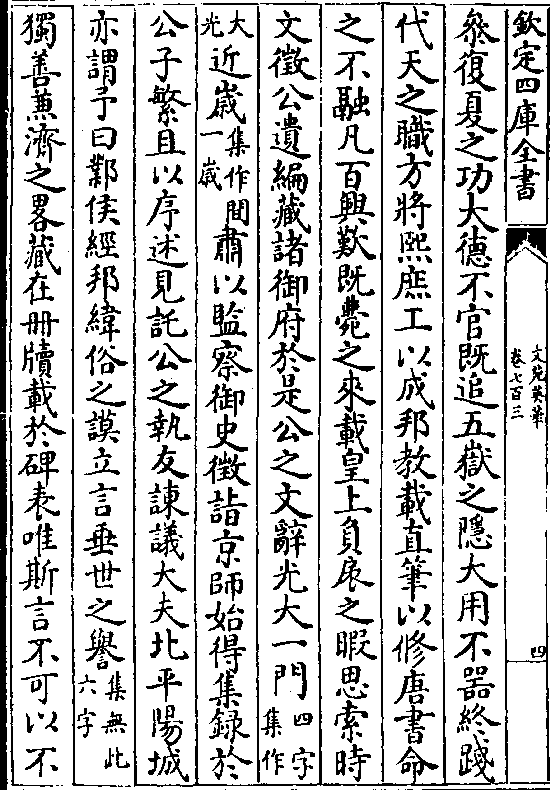 欽定四庫全書
文苑英華
卷七百三
四
叅復夏之功大德不官既追五嶽之隱大用不器終踐
代天之職方將熙庶工以成邦教載直筆以修唐書命
之不融凡百興歎既薨之來載皇上負扆之暇思索時
文徵公遺編藏諸御府於是公之文辭光大一門四字集作
大光近歲集作一歲間肅以監察御史徵詣京師始得集録於
公子繁且以序述見託公之執友諫議大夫北平陽城
亦謂予曰鄴侯經邦緯俗之謨立言垂世之譽集無此六字
獨善兼濟之畧藏在冊牘載於碑表唯斯言不可以不